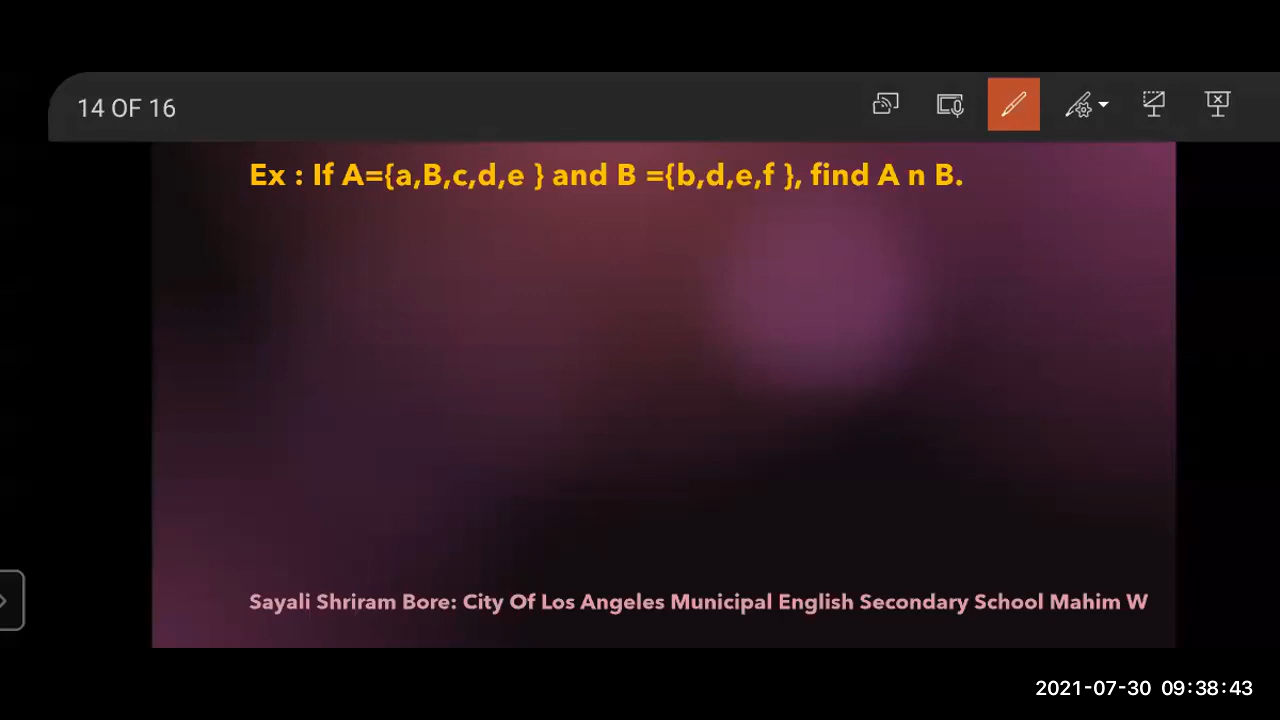 14 OF 16
Ex : If A={a,B,c,d,e } and B ={b,d,e,f }, find A n B.
Sayali Shriram Bore: City Of Los Angeles Municipal English Secondary School Mahim W
2021-07-30 09:38:43